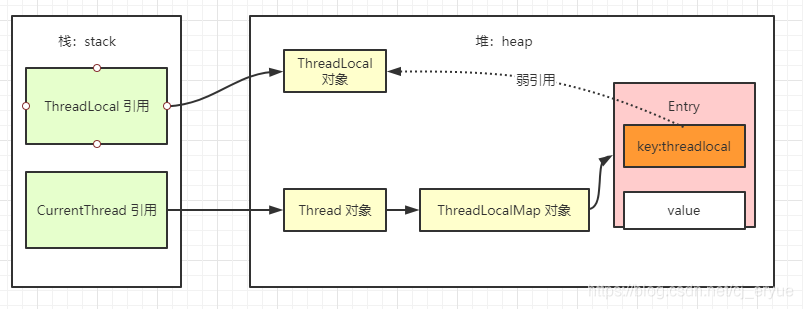 栈：stack
堆：heap
ThreadLocal 引用
ThreadLocal
对象
弱引用
Entry
key:threadlocal
CurrentThread 引用
Thread 对象
ThreadLocalMap 对象
value
https://blog.csdn.net/cj_eryue